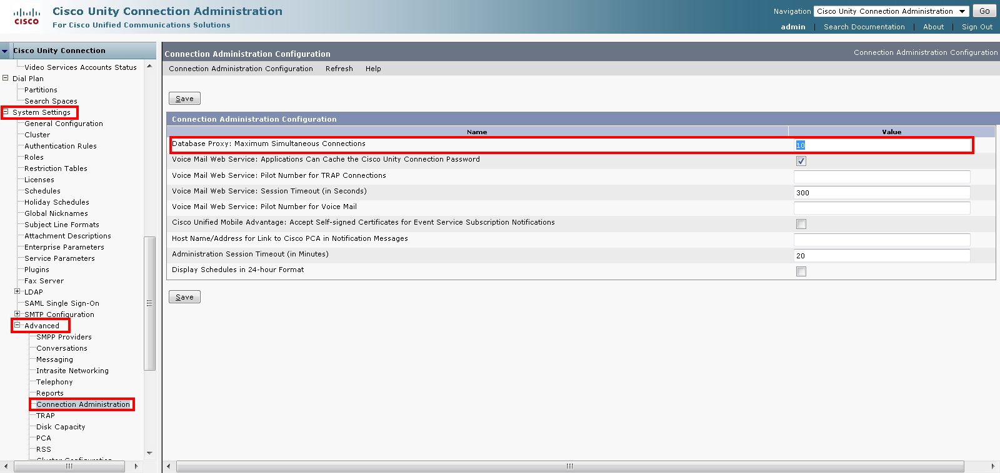 cisco
Cisco Unity Connection Administration
For Cisco Unified Communications Solutions
Navigation Cisco Unity Connection Administration Go
admin | Search Documentation | About | Sign Out
Cisco Unity Connection
Video Services Accounts Status
Dial Plan
Partitions
Search Spaces
System Settings
General Configuration
Cluster
Authentication Rules
Roles
Restriction Tables
Licenses
Schedules
Holiday Schedules
Global Nicknames
Subject Line Formats
Attachment Descriptions
Enterprise Parameters
Service Parameters
Plugins
Fax Server
LDAP
SAML Single Sign-On
SMTP Configuration
Advanced
SMPP Providers
Conversations
Messaging
Intrasite Networking
Telephony
Reports
Connection Administration
TRAP
Disk Capacity
PCA
RSS
Cluster Configuration
Connection Administration Configuration
Connection Administration Configuration
Connection Administration Configuration Refresh Help
Save
Connection Administration Configuration
Name Value
Database Proxy: Maximum Simultaneous Connections 10
Voice Mail Web Service: Applications Can Cache the Cisco Unity Connection Password
Voice Mail Web Service: Pilot Number for TRAP Connections
Voice Mail Web Service: Session Timeout (in Seconds) 300
Voice Mail Web Service: Pilot Number for Voice Mail
Cisco Unified Mobile Advantage: Accept Self-signed Certificates for Event Service Subscription Notifications
Host Name/Address for Link to Cisco PCA in Notification Messages
Administration Session Timeout (in Minutes) 20
Display Schedules in 24-hour Format
Save